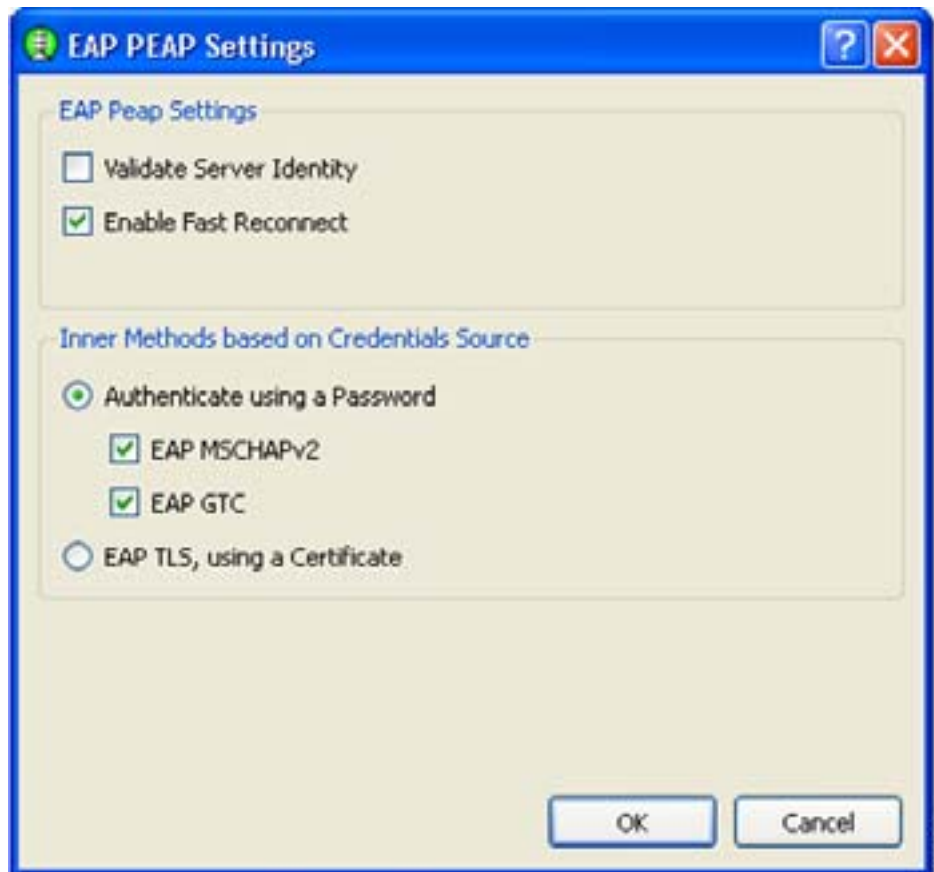 EAP PEAP Settings
EAP Peap Settings
Validate Server Identity
Enable Fast Reconnect
Inner Methods based on Credentials Source
Authenticate using a Password
EAP MSCHAPv2
EAP GTC
EAP TLS, using a Certificate
OK
Cancel